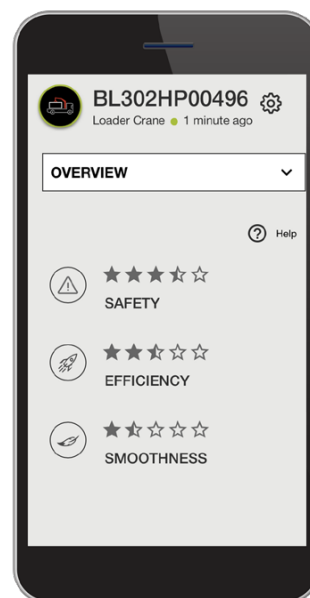 BL302HP00496
Loader Crane 1 minute ago
OVERVIEW
Help
SAFETY
EFFICIENCY
SMOOTHNESS